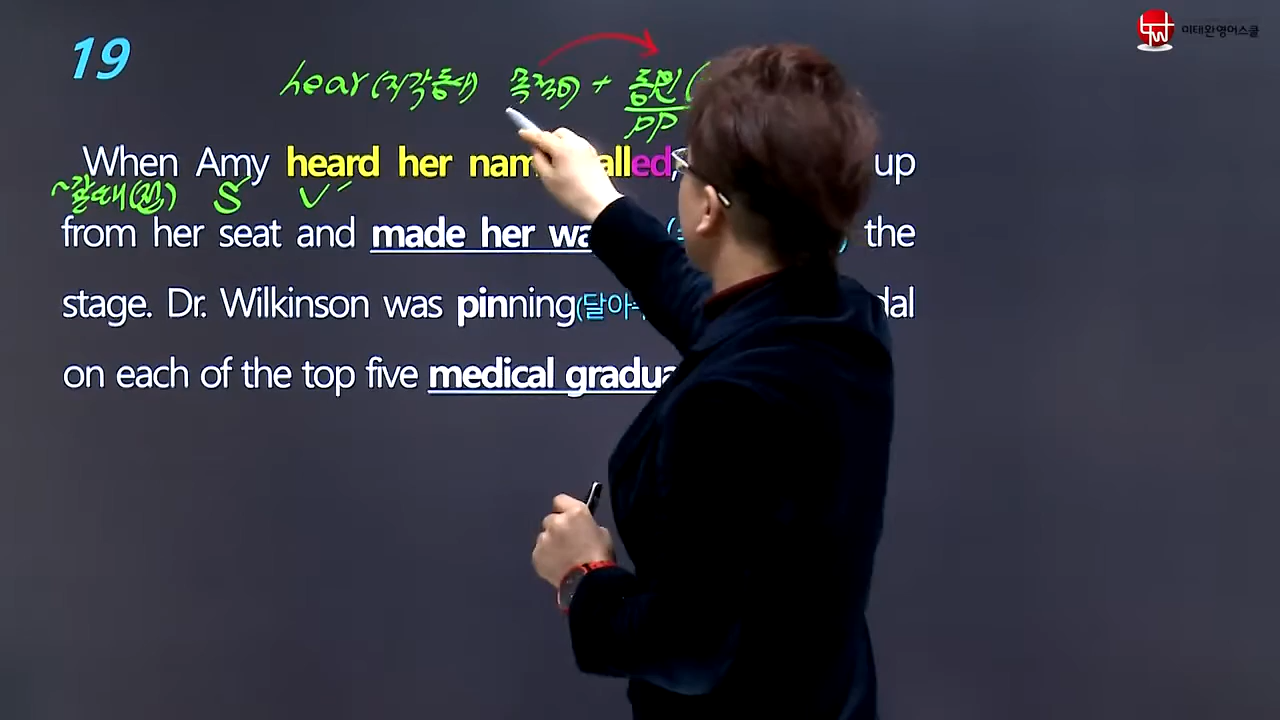 19
미태완영어스쿨
hear(지각동사) 목적어 + 동원(
pp
When Amy heard her nam alled, up
~할때(접) S V
from her seat and made her wa the
stage. Dr. Wilkinson was pinning(달아 dal
on each of the top five medical gradua